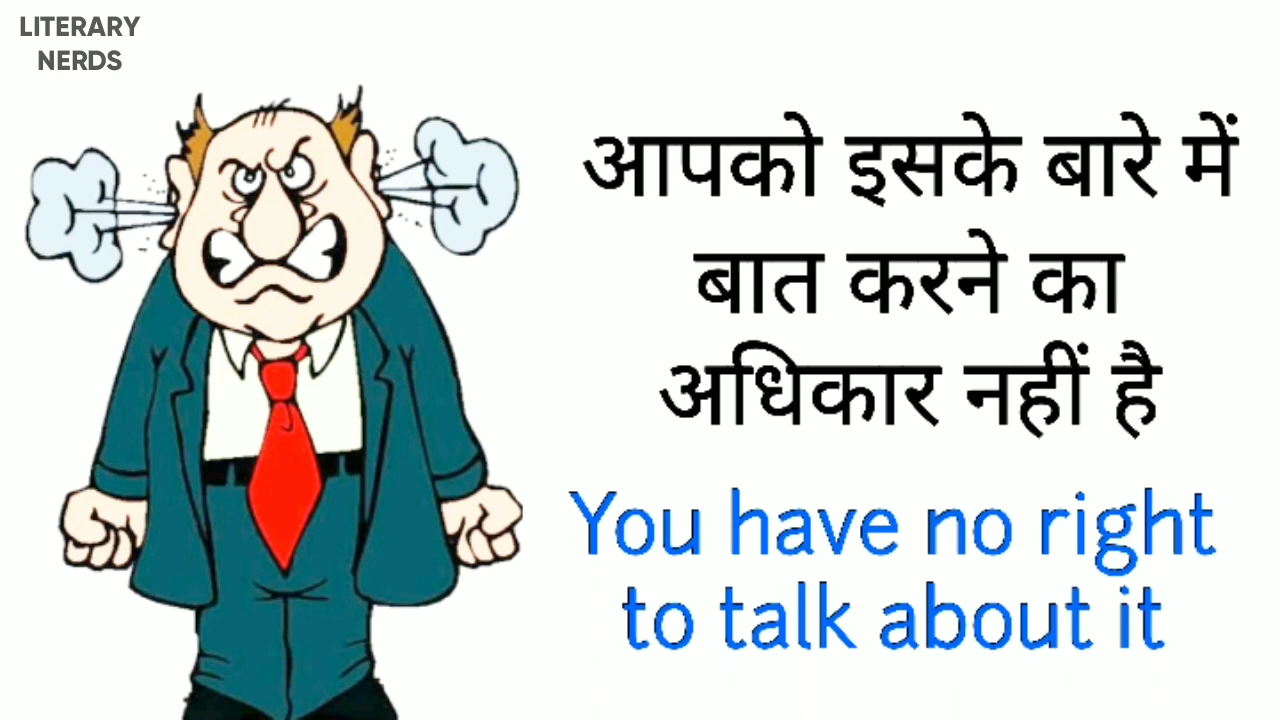 LITERARY
NERDS
आपको इसके बारे में
बात करने का
अधिकार नहीं है
You have no right
to talk about it